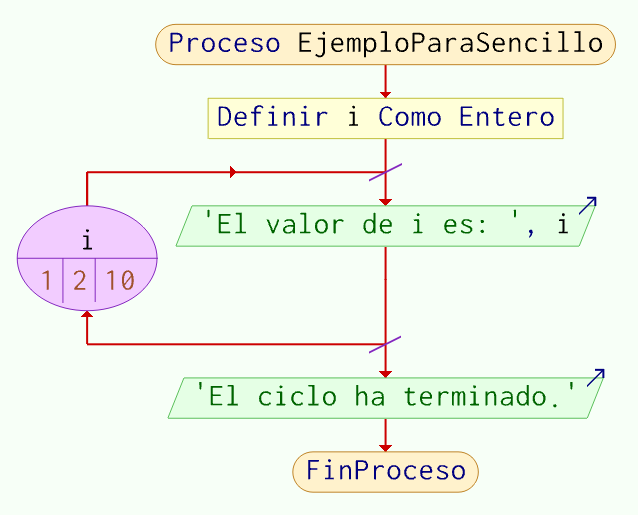 Proceso EjemploParaSencillo
Definir i Como Entero
'El valor de i es: ', i
i
1 2 10
'El ciclo ha terminado.'
FinProceso